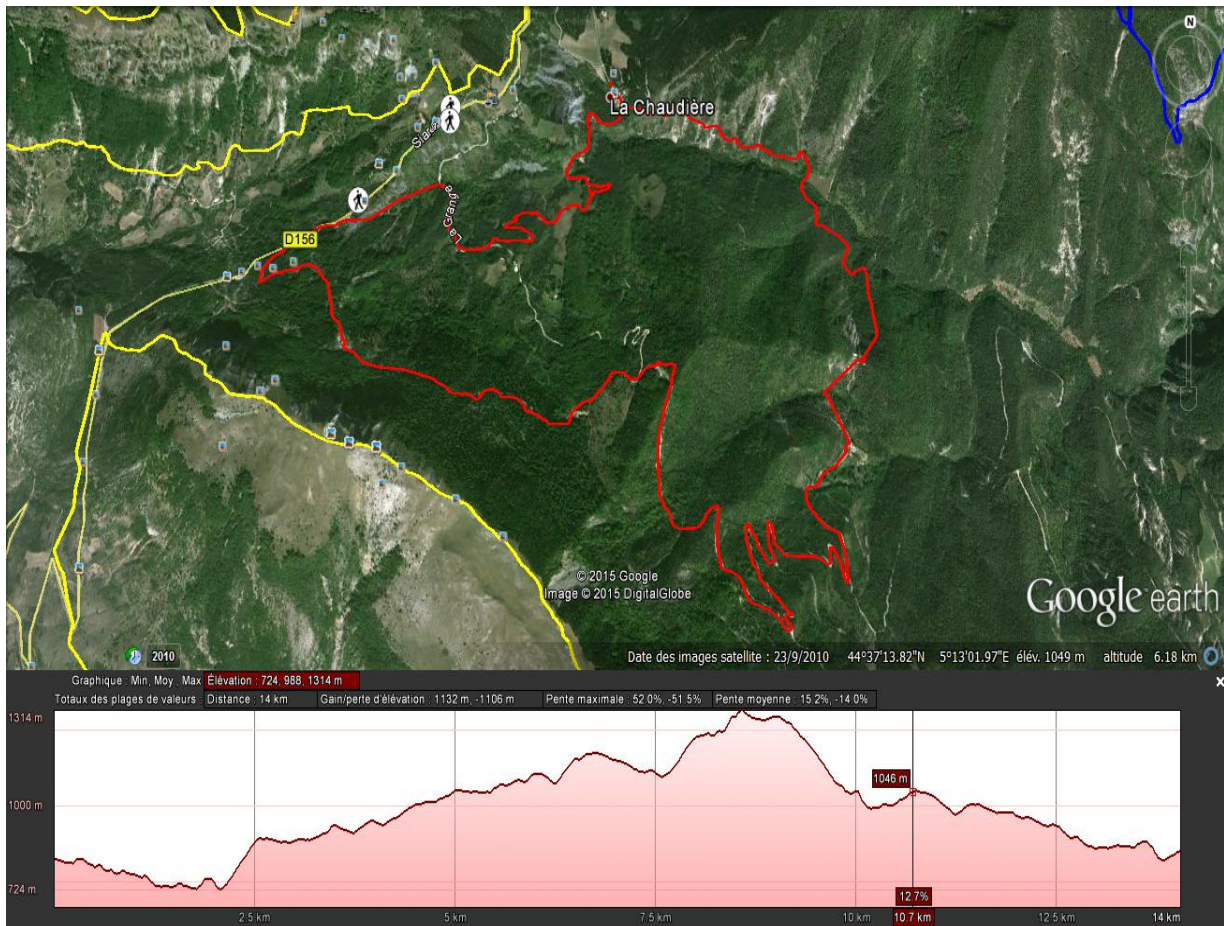 N
La Chaudière
Sia
La Grange
D156
© 2015 Google
Image © 2015 DigitalGlobe
Google earth
2010
Date des images satellite : 23/9/2010 44°37'13.82"N 5°13'01.97"E élév. 1049 m altitude 6.18 km
Graphique : Min, Moy., Max Élévation : 724, 988, 1314 m
Totaux des plages de valeurs : Distance : 14 km Gain/perte d'élévation : 1132 m, -1106 m Pente maximale : 52.0%, -51.5% Pente moyenne : 15.2%, -14.0%
1314 m
1046 m
1000 m
724 m
12.7%
2.5 km 5 km 7.5 km 10 km 10.7 km 12.5 km 14 km